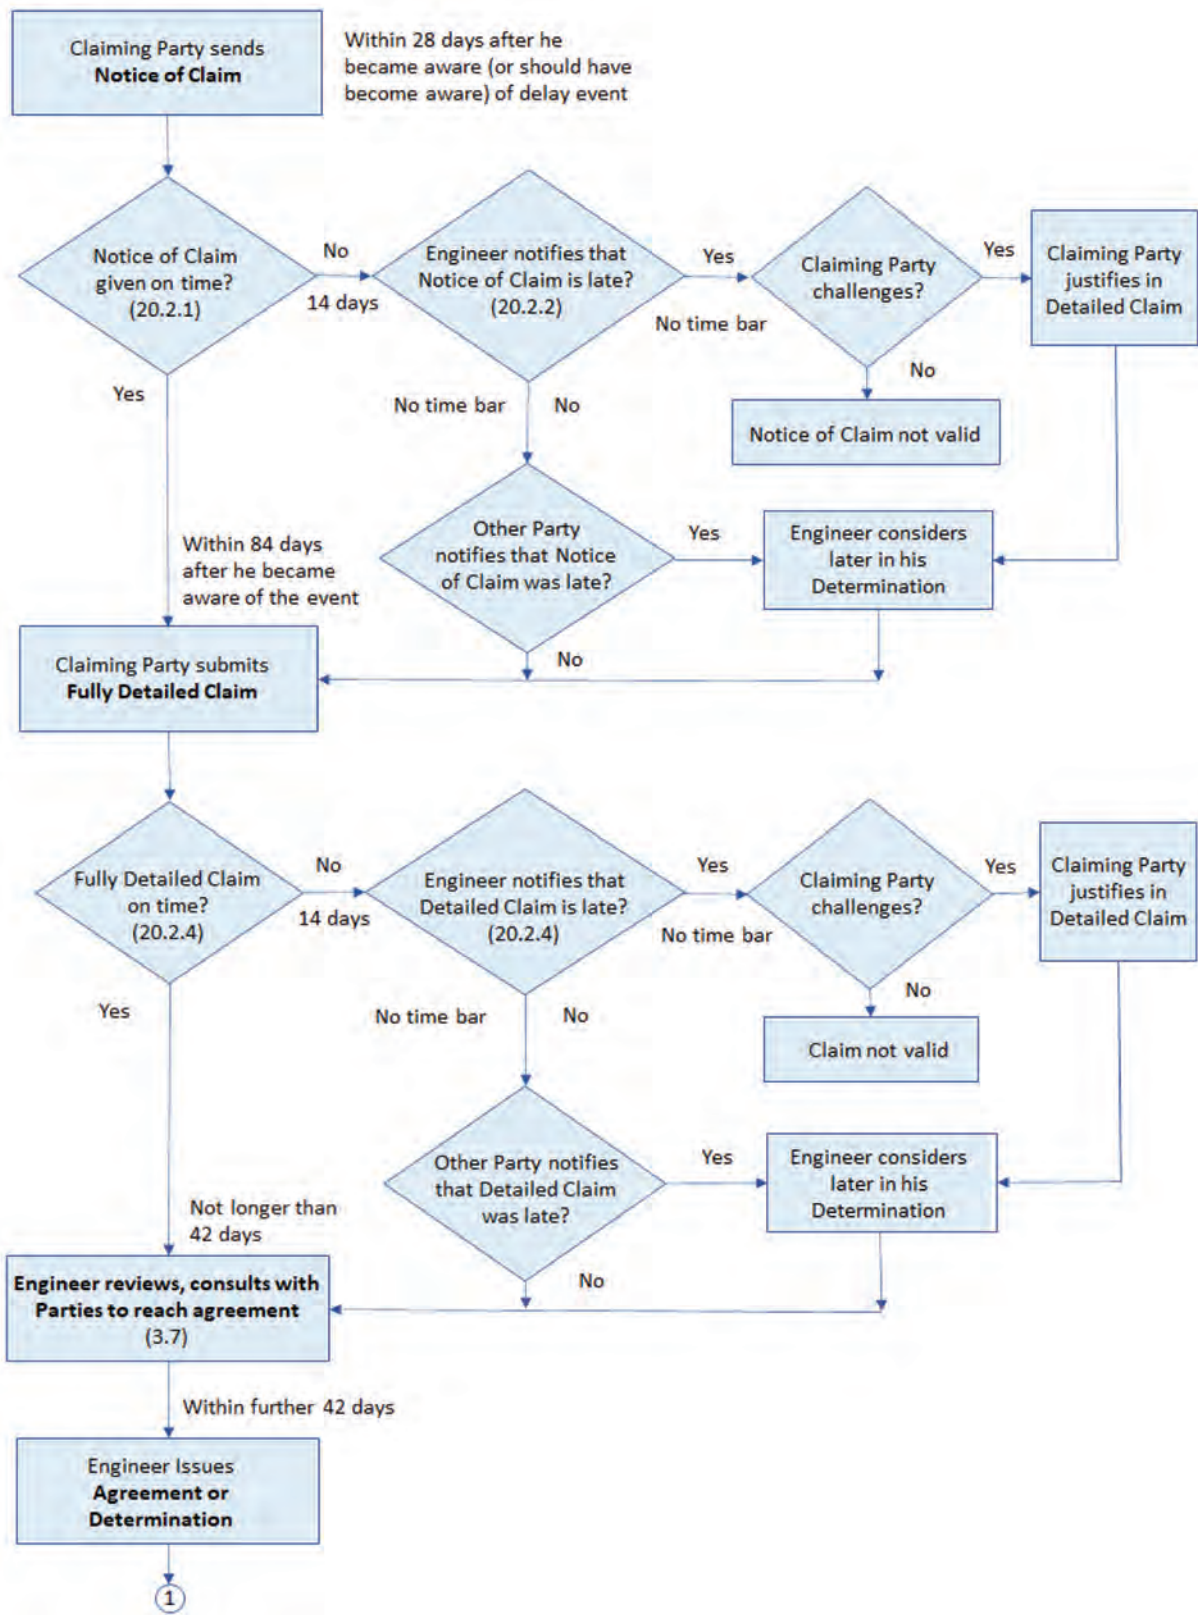 Claiming Party sends
Notice of Claim
Within 28 days after he
became aware (or should have
become aware) of delay event
Notice of Claim
given on time?
(20.2.1)
No
14 days
Engineer notifies that
Notice of Claim is late?
(20.2.2)
Yes
No time bar
Claiming Party
challenges?
Yes
Claiming Party
justifies in
Detailed Claim
Yes
No time bar
No
No
Notice of Claim not valid
Within 84 days
after he became
aware of the event
Other Party
notifies that Notice
of Claim was late?
Yes
Engineer considers
later in his
Determination
No
Claiming Party submits
Fully Detailed Claim
Fully Detailed Claim
on time?
(20.2.4)
No
14 days
Engineer notifies that
Detailed Claim is late?
(20.2.4)
Yes
No time bar
Claiming Party
challenges?
Yes
Claiming Party
justifies in
Detailed Claim
Yes
No time bar
No
No
Claim not valid
Other Party notifies
that Detailed Claim
was late?
Yes
Engineer considers
later in his
Determination
No
Not longer than
42 days
Engineer reviews, consults with
Parties to reach agreement
(3.7)
Within further 42 days
Engineer Issues
Agreement or
Determination
1